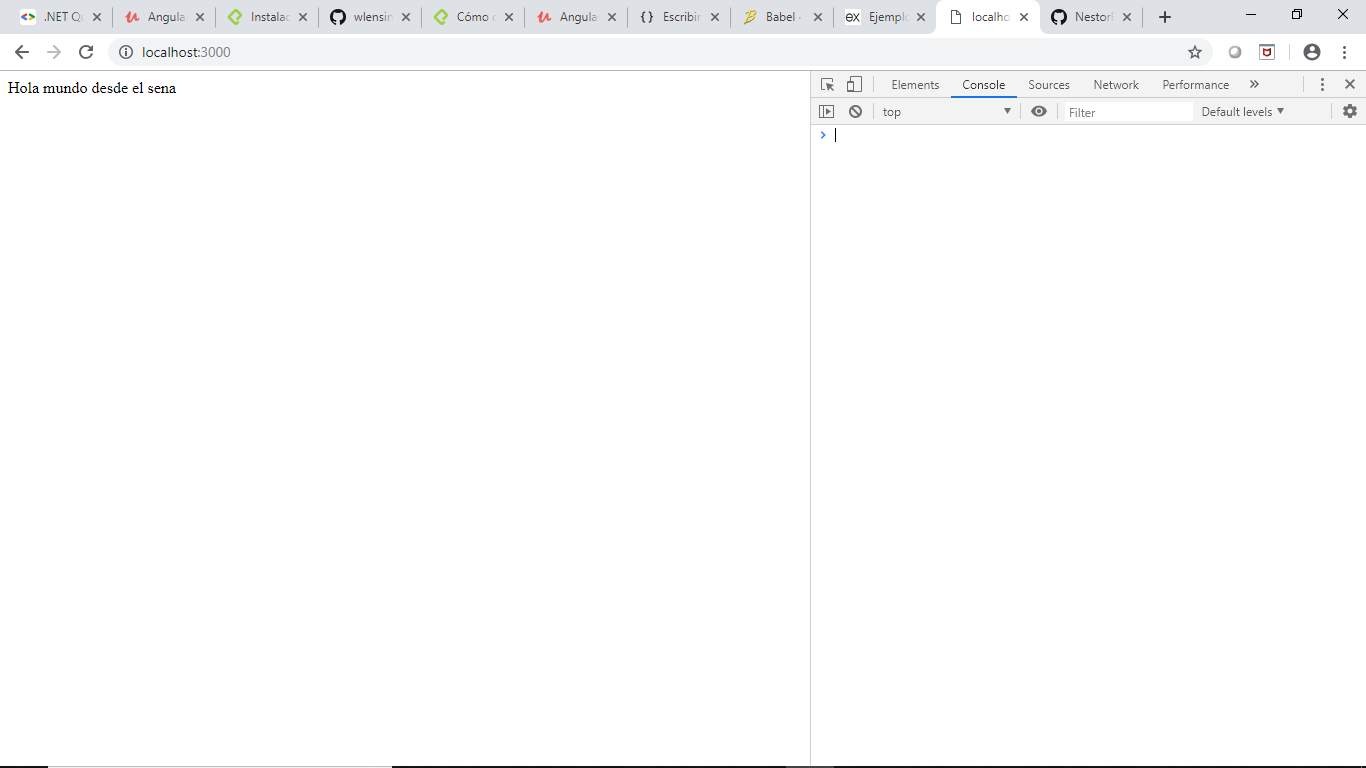 .NET Qu
Angula
Instalac
wlensin
Cómo c
Angula
{} Escribir
Babel ·
ex Ejemplo
localho
Nestor
localhost:3000
Hola mundo desde el sena
Elements Console Sources Network Performance »
top Filter Default levels